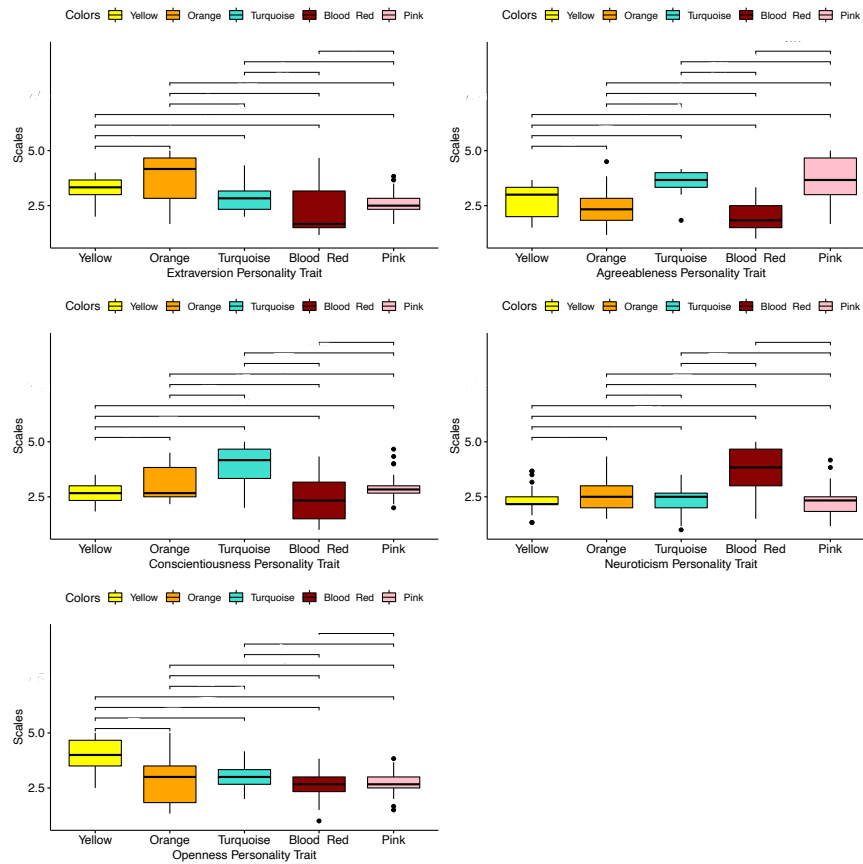 Colors Yellow Orange Turquoise Blood Red Pink
Scales
5.0
2.5
Yellow Orange Turquoise Blood Red Pink
Extraversion Personality Trait
Colors Yellow Orange Turquoise Blood Red Pink
Scales
5.0
2.5
Yellow Orange Turquoise Blood Red Pink
Agreeableness Personality Trait
Colors Yellow Orange Turquoise Blood Red Pink
Scales
5.0
2.5
Yellow Orange Turquoise Blood Red Pink
Conscientiousness Personality Trait
Colors Yellow Orange Turquoise Blood Red Pink
Scales
5.0
2.5
Yellow Orange Turquoise Blood Red Pink
Neuroticism Personality Trait
Colors Yellow Orange Turquoise Blood Red Pink
Scales
5.0
2.5
Yellow Orange Turquoise Blood Red Pink
Openness Personality Trait